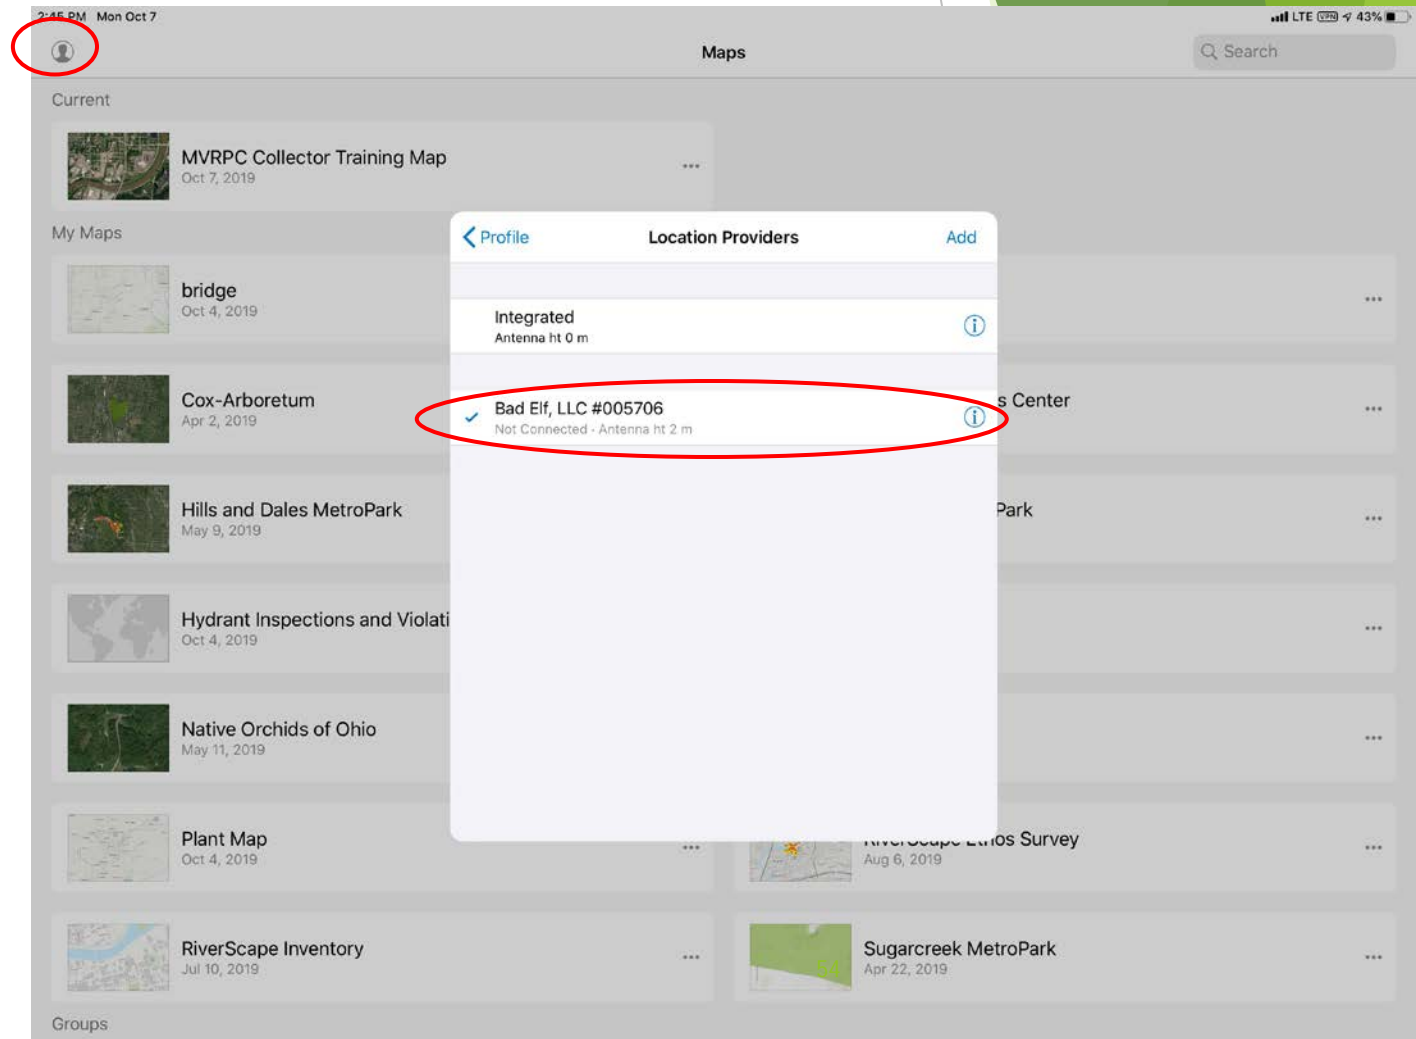 2:45 PM Mon Oct 7
LTE VPN 43%
Maps
Search
Current
MVRPC Collector Training Map
Oct 7, 2019
My Maps
Profile
Location Providers
Add
bridge
Oct 4, 2019
Integrated
Antenna ht 0 m
Cox-Arboretum
Apr 2, 2019
Bad Elf, LLC #005706
Not Connected - Antenna ht 2 m
s Center
Hills and Dales MetroPark
May 9, 2019
Park
Hydrant Inspections and Violati
Oct 4, 2019
Native Orchids of Ohio
May 11, 2019
Plant Map
Oct 4, 2019
RiverScape Ethos Survey
Aug 6, 2019
RiverScape Inventory
Jul 10, 2019
54
Sugarcreek MetroPark
Apr 22, 2019
Groups